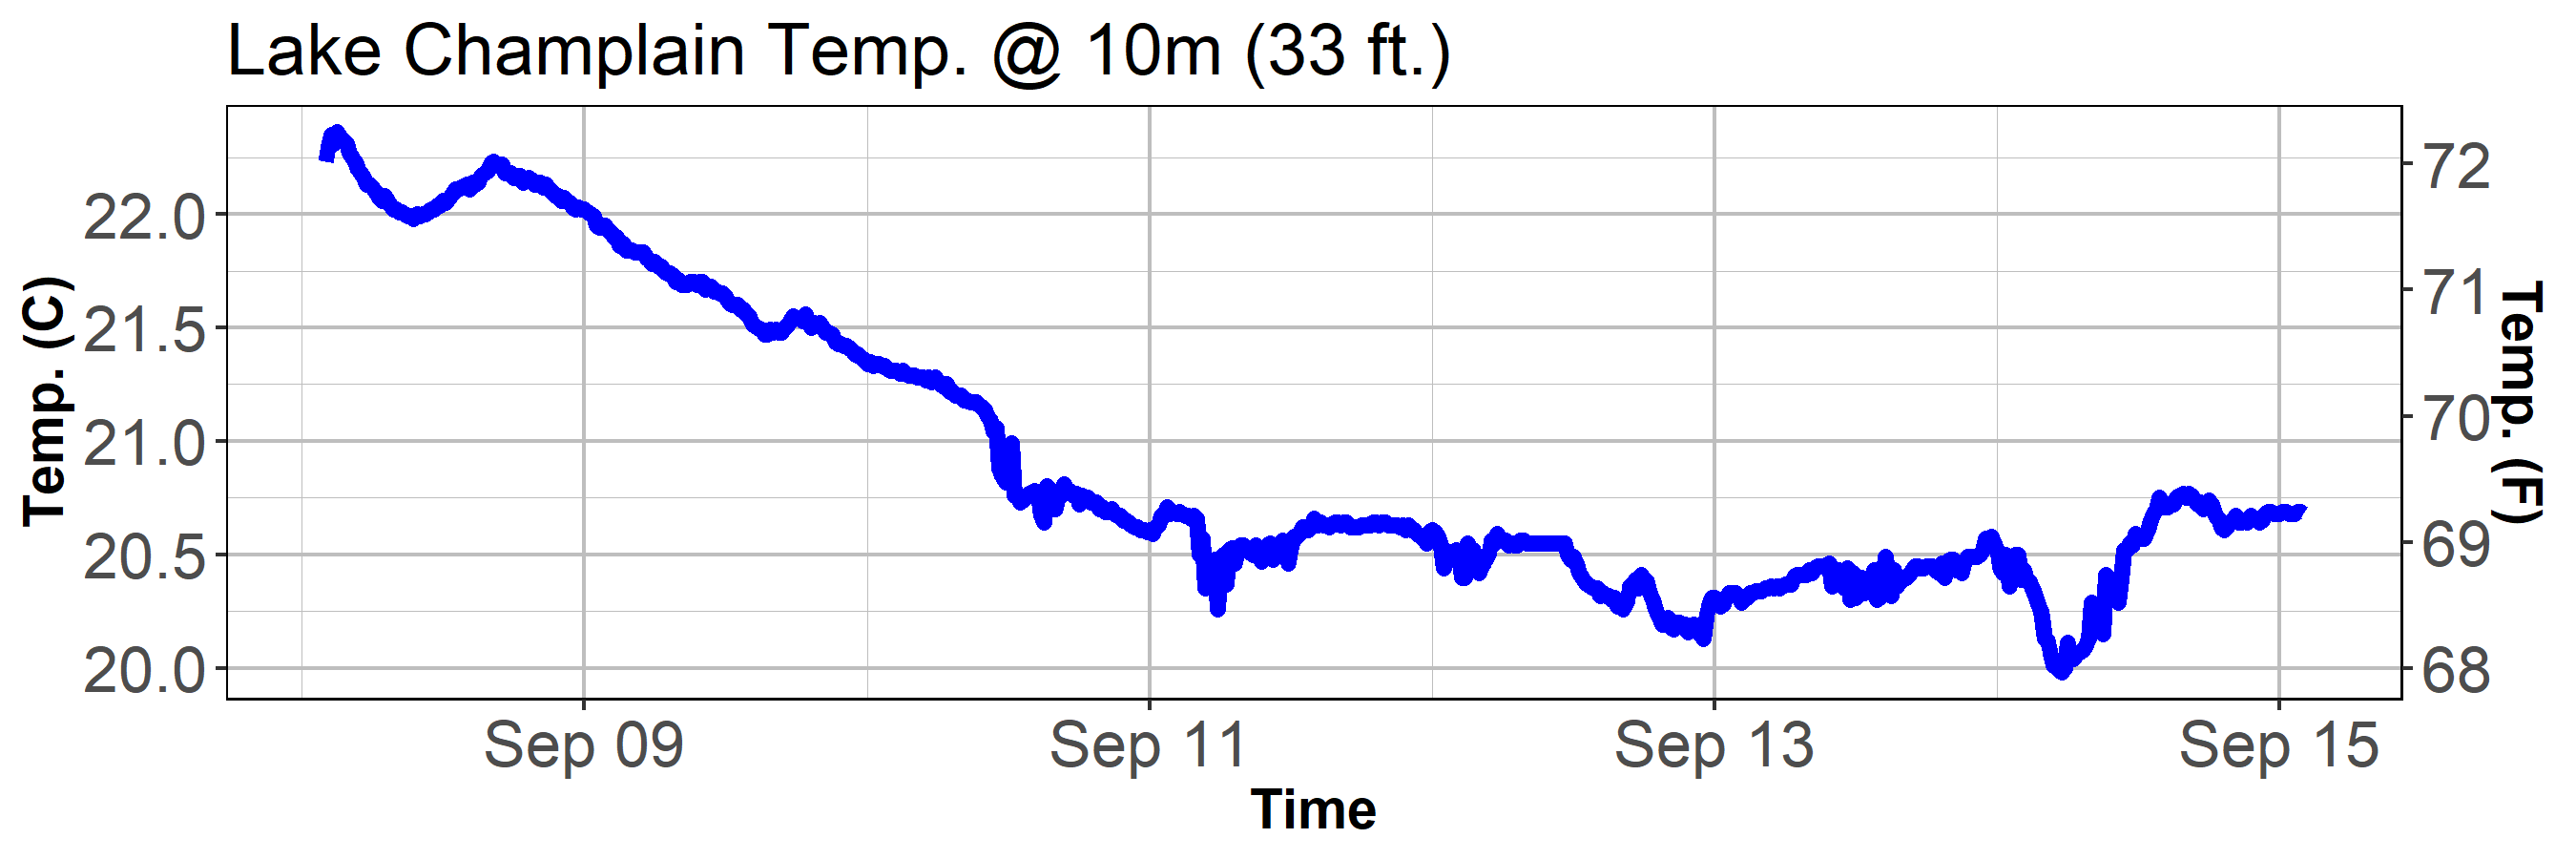 Lake Champlain Temp. @ 10m (33 ft.)
Temp. (C)
22.0
21.5
21.0
20.5
20.0
72
71
70
69
68
Temp. (F)
Sep 09 Sep 11 Sep 13 Sep 15
Time